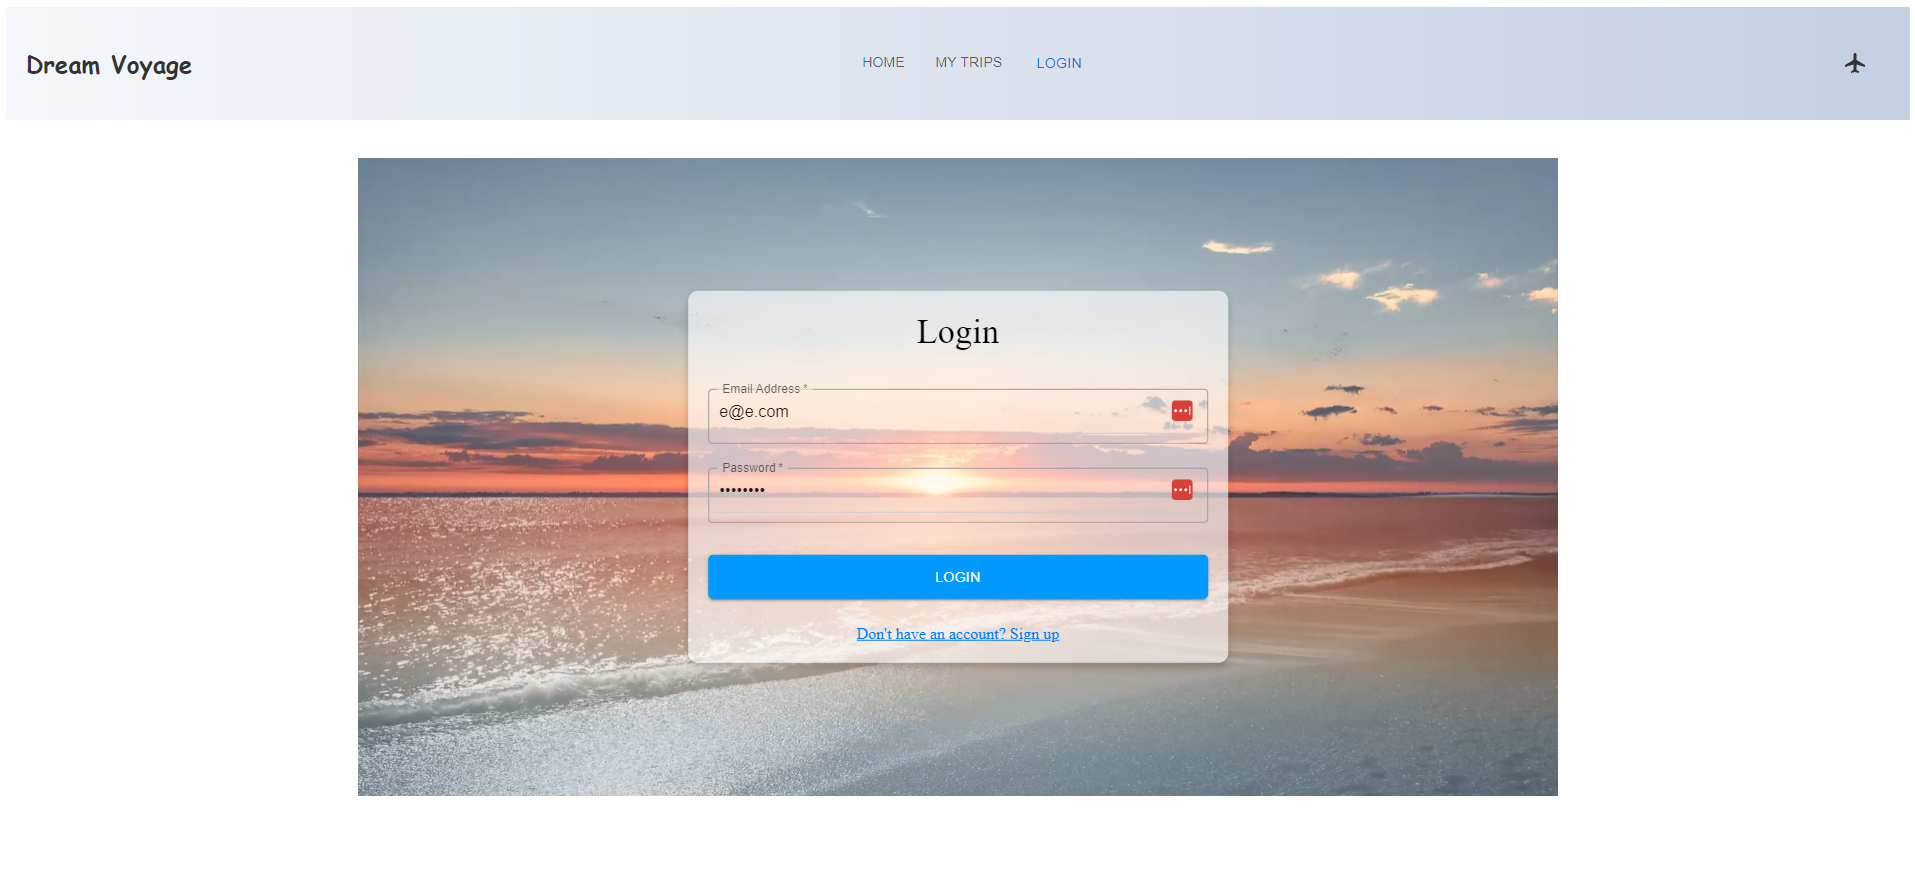 Dream Voyage
HOME MY TRIPS LOGIN
Login
Email Address *
e@e.com
Password *
••••••••
LOGIN
Don't have an account? Sign up